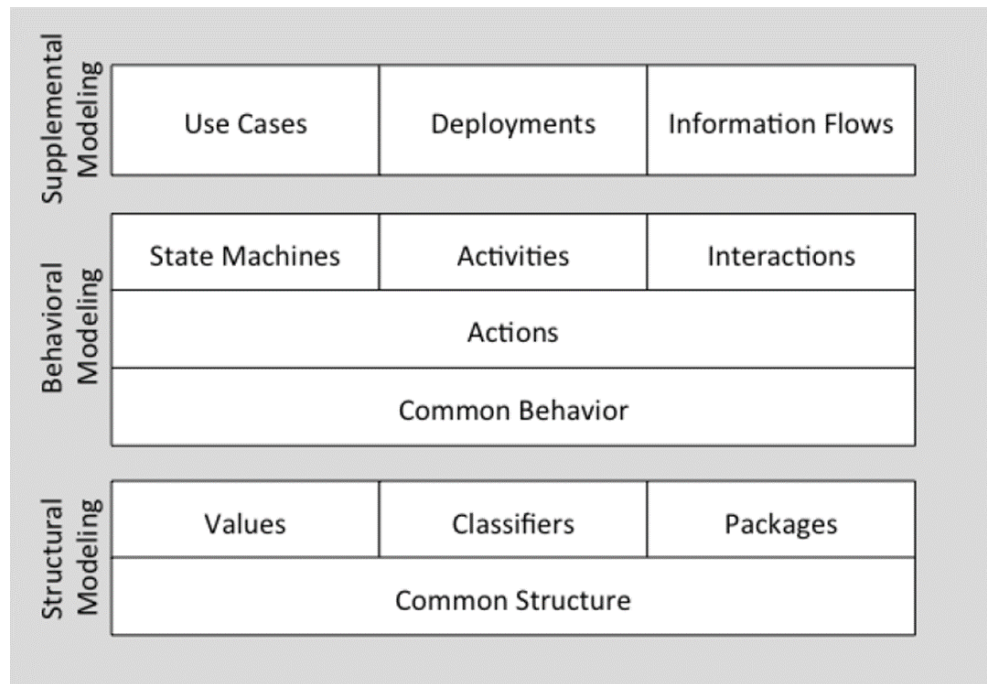 Supplemental
Modeling
Use Cases
Deployments
Information Flows
Behavioral
Modeling
State Machines
Activities
Interactions
Actions
Common Behavior
Structural
Modeling
Values
Classifiers
Packages
Common Structure